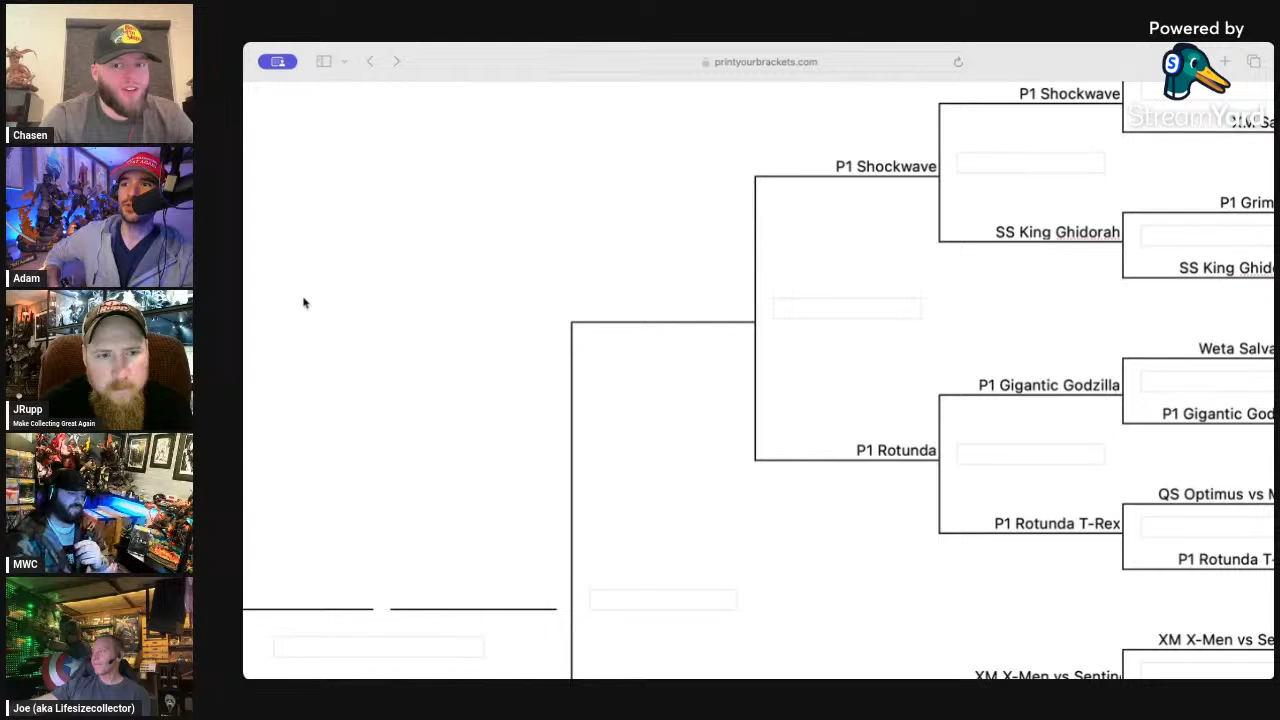 Powered by
StreamYard
printyourbrackets.com
P1 Shockwave
P1 Shockwave
P1 Grim
SS King Ghidorah
SS King Ghid
Weta Salva
P1 Gigantic Godzilla
P1 Gigantic God
P1 Rotunda
QS Optimus vs M
P1 Rotunda T-Rex
P1 Rotunda T-
XM X-Men vs Se
XM X-Men vs Sentin
Chasen
Adam
JRupp
Make Collecting Great Again
MWC
Joe (aka Lifesizecollector)